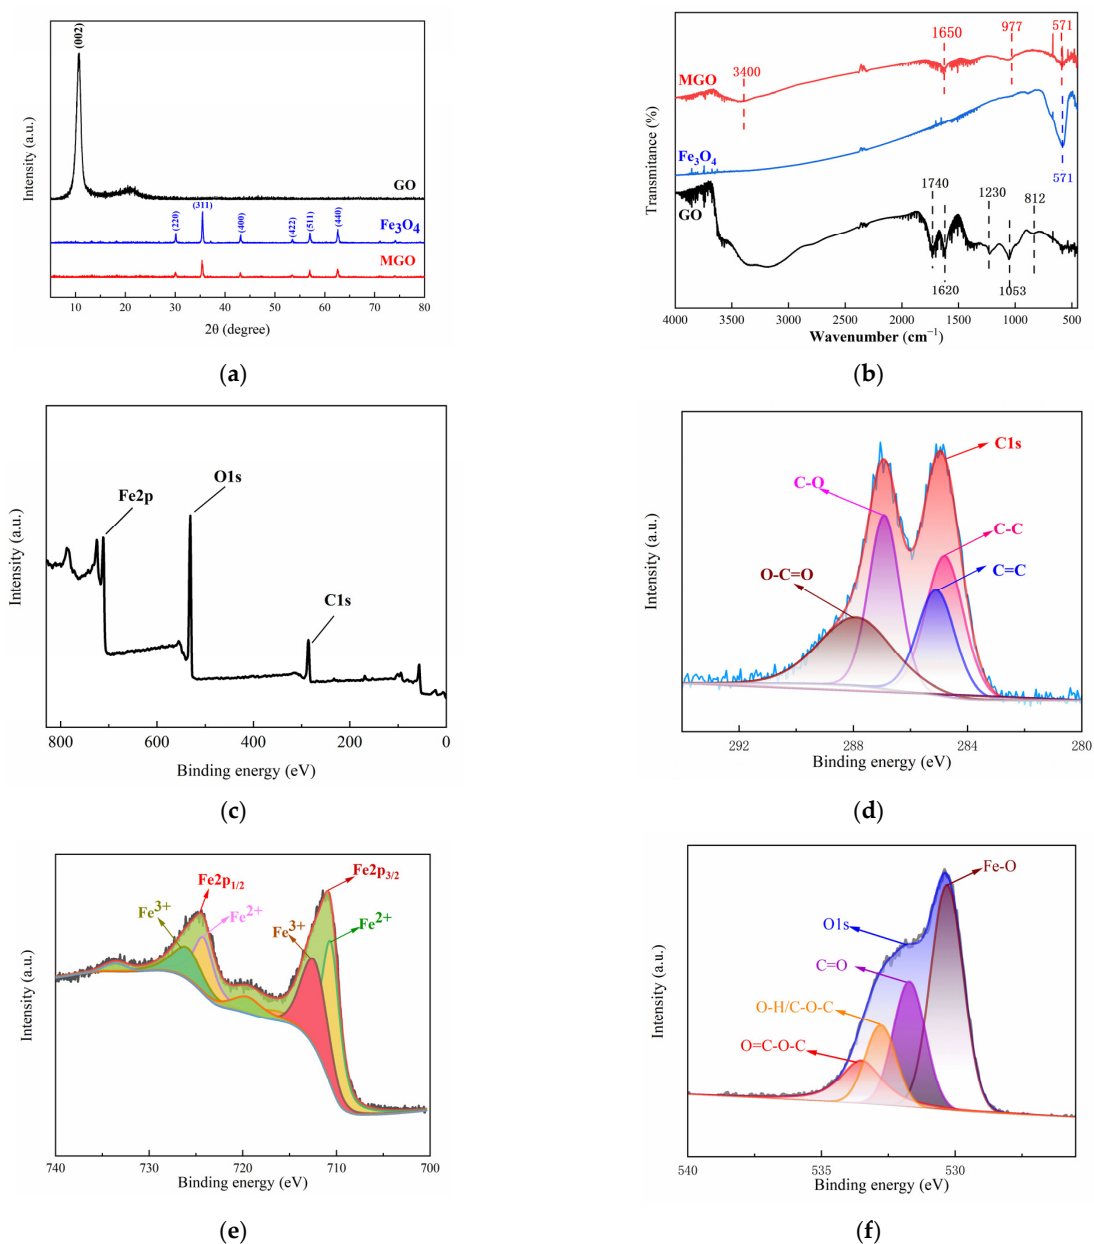 Intensity (a.u.)
(002)
GO
(220)
(311)
(400)
(422)
(511)
(440)
Fe3O4
MGO
10 20 30 40 50 60 70 80
2θ (degree)
(a)
Transmitance (%)
3400
1650
977
571
MGO
Fe3O4
571
GO
1740
1230
812
1620
1053
4000 3500 3000 2500 2000 1500 1000 500
Wavenumber (cm−1)
(b)
Intensity (a.u.)
Fe2p
O1s
C1s
800 600 400 200 0
Binding energy (eV)
(c)
Intensity (a.u.)
C1s
C-O
C-C
C=C
O-C=O
292 288 284 280
Binding energy (eV)
(d)
Intensity (a.u.)
Fe2p1/2
Fe2p3/2
Fe3+
Fe2+
Fe3+
Fe2+
740 730 720 710 700
Binding energy (eV)
(e)
Intensity (a.u.)
Fe-O
O1s
C=O
O-H/C-O-C
O=C-O-C
540 535 530
Binding energy (eV)
(f)